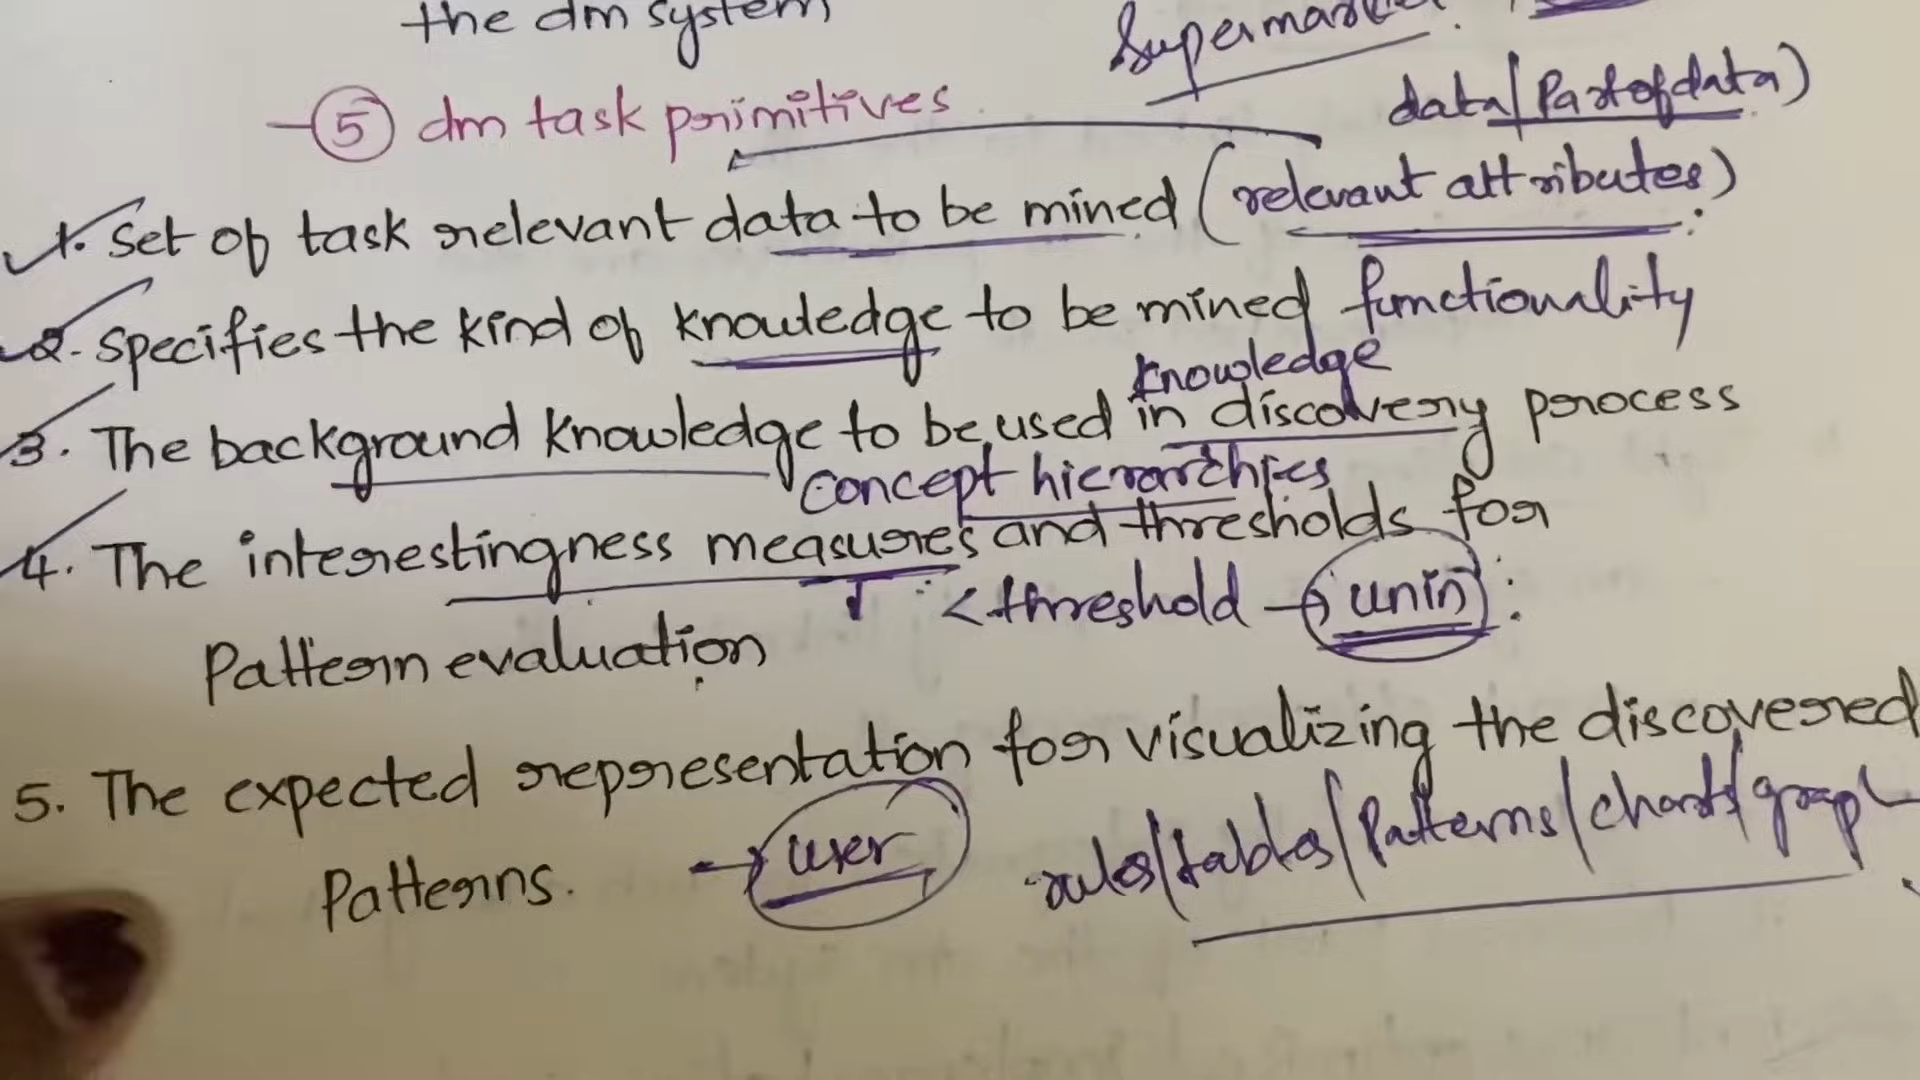 the dm system
Supermarket.
-⑤ dm task primitives
data/Part of data)
1. Set of task relevant data to be mined (relevant attributes)
2. Specifies the kind of knowledge to be mined functionality
knowledge
3. The background knowledge to be used in discovery process
concept hierarchies
4. The interestingness measures and thresholds for
< threshold → unin
Pattern evaluation
5. The expected representation for visualizing the discovered
Patterns. → user
rules/tables/Patterns/charts/graph